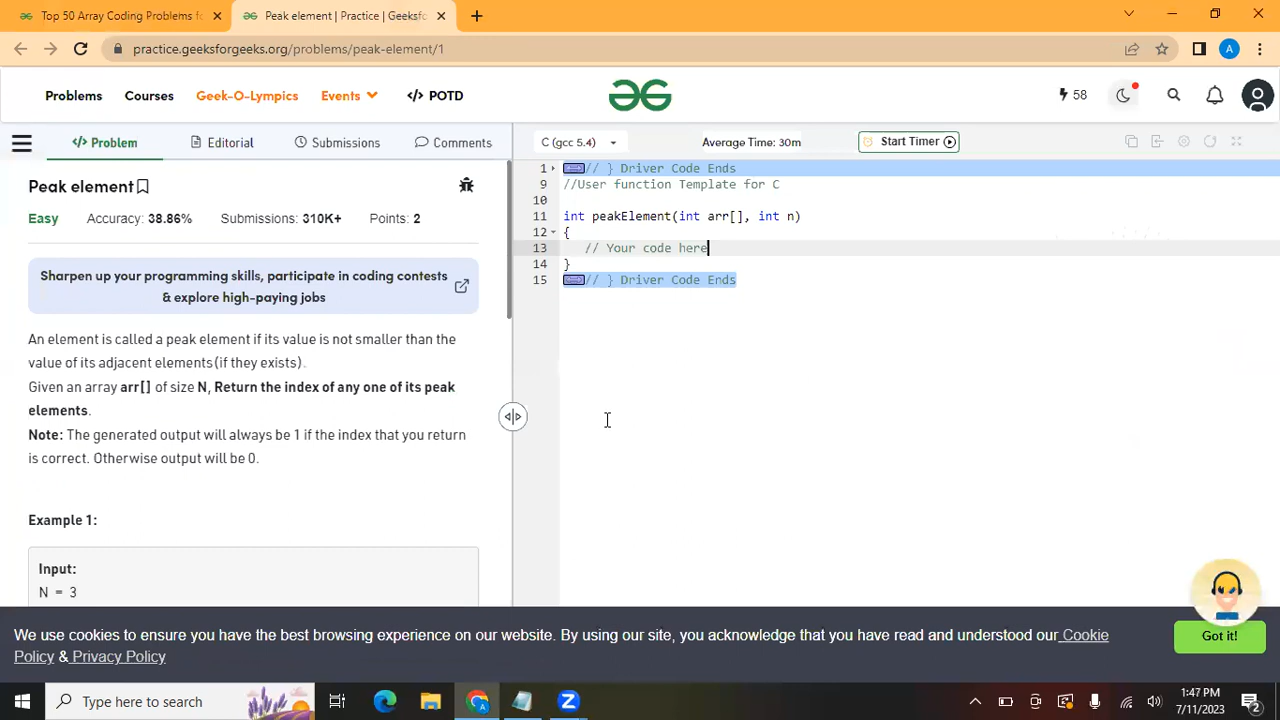 Top 50 Array Coding Problems fo
Peak element | Practice | Geeksfo
practice.geeksforgeeks.org/problems/peak-element/1
A
Problems
Courses
Geek-O-Lympics
Events
</> POTD
58
</> Problem
Editorial
Submissions
Comments
C (gcc 5.4)
Average Time: 30m
Start Timer
Peak element
Easy
Accuracy: 38.86%
Submissions: 310K+
Points: 2
Sharpen up your programming skills, participate in coding contests
& explore high-paying jobs
An element is called a peak element if its value is not smaller than the
value of its adjacent elements(if they exists).
Given an array arr[] of size N, Return the index of any one of its peak
elements.
Note: The generated output will always be 1 if the index that you return
is correct. Otherwise output will be 0.
Example 1:
Input:
N = 3
1 // } Driver Code Ends
9 //User function Template for C
10
11 int peakElement(int arr[], int n)
12 {
13 // Your code here
14 }
15 // } Driver Code Ends
We use cookies to ensure you have the best browsing experience on our website. By using our site, you acknowledge that you have read and understood our Cookie
Policy & Privacy Policy
Got it!
Type here to search
1:47 PM
7/11/2023
2